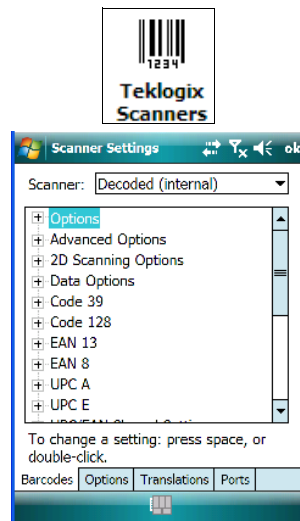 1234
Teklogix
Scanners
Scanner Settings ok
Scanner: Decoded (internal)
Options
Advanced Options
2D Scanning Options
Data Options
Code 39
Code 128
EAN 13
EAN 8
UPC A
UPC E
To change a setting: press space, or
double-click.
Barcodes Options Translations Ports